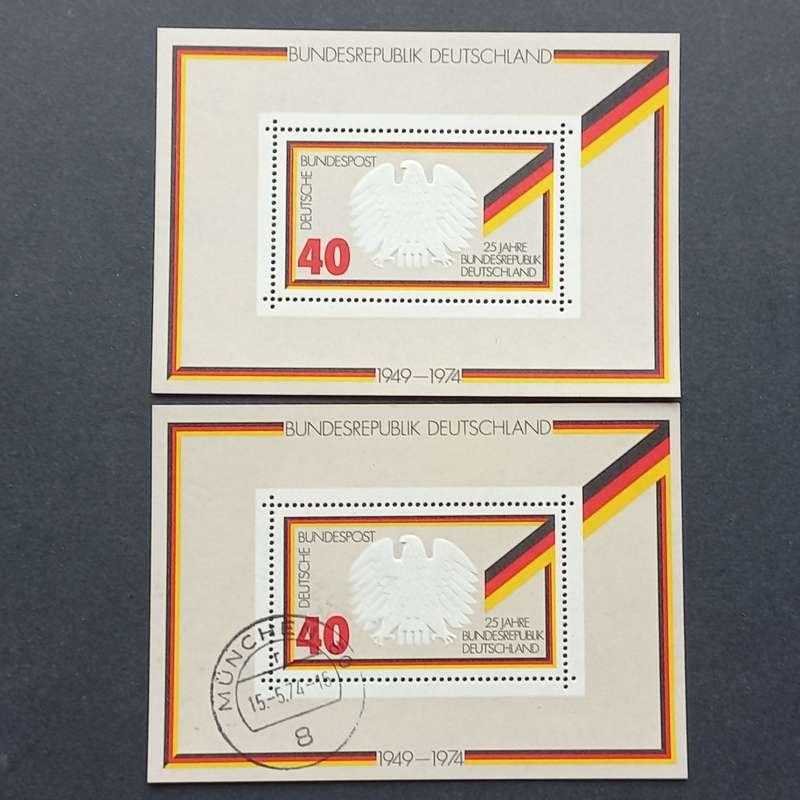 BUNDESREPUBLIK DEUTSCHLAND
DEUTSCHE BUNDESPOST
40
25 JAHRE
BUNDESREPUBLIK
DEUTSCHLAND
1949–1974
BUNDESREPUBLIK DEUTSCHLAND
DEUTSCHE BUNDESPOST
40
25 JAHRE
BUNDESREPUBLIK
DEUTSCHLAND
MÜNCHE
r
15.-5.74-
8
1949–1974